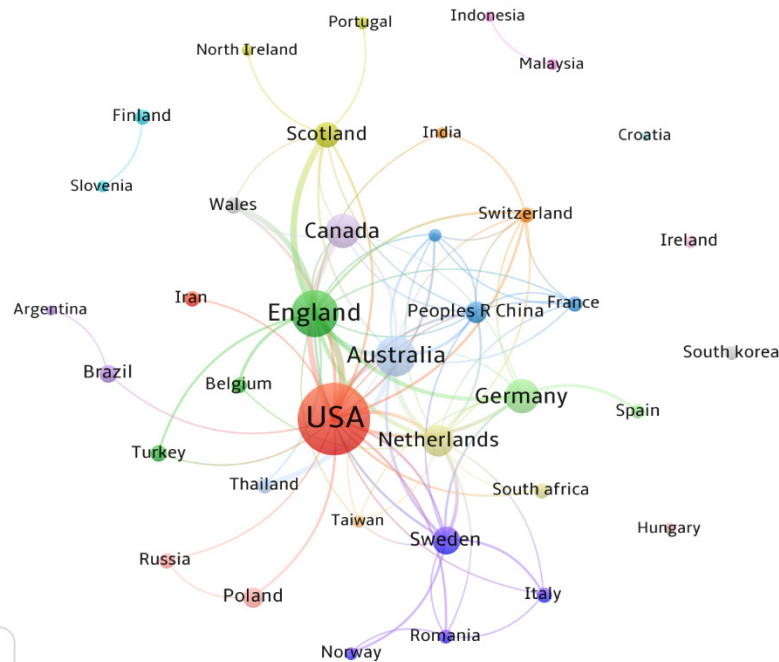 Portugal
Indonesia
North Ireland
Malaysia
Finland
Scotland
India
Croatia
Slovenia
Wales
Switzerland
Canada
Ireland
Iran
France
Argentina
England
Peoples R China
South korea
Australia
Brazil
Belgium
Germany
USA
Spain
Netherlands
Turkey
Thailand
South africa
Taiwan
Hungary
Sweden
Russia
Poland
Italy
Romania
Norway